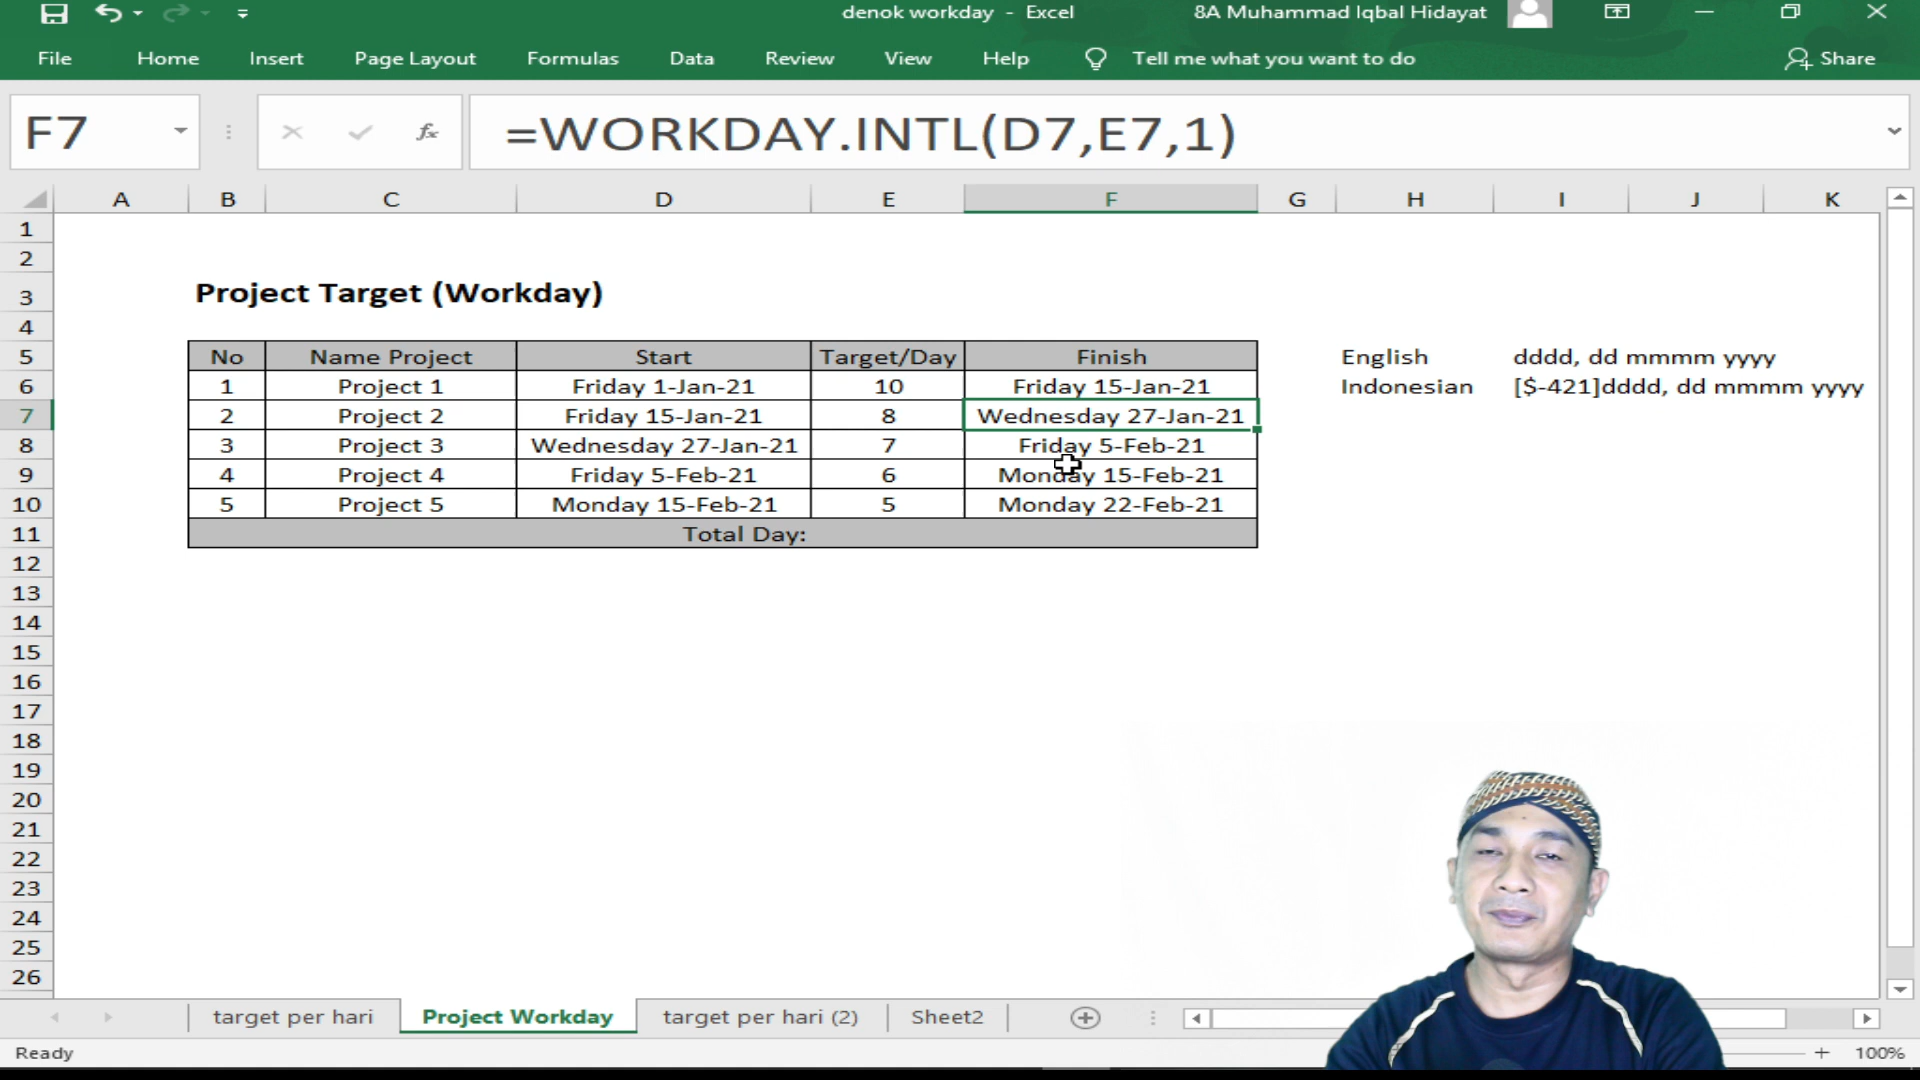 denok workday - Excel 8A Muhammad Iqbal Hidayat
File Home Insert Page Layout Formulas Data Review View Help Tell me what you want to do Share
F7 fx =WORKDAY.INTL(D7,E7,1)
A B C D E F G H I J K
1
2
3 Project Target (Workday)
4
5 No Name Project Start Target/Day Finish English dddd, dd mmmm yyyy
6 1 Project 1 Friday 1-Jan-21 10 Friday 15-Jan-21 Indonesian [$-421]dddd, dd mmmm yyyy
7 2 Project 2 Friday 15-Jan-21 8 Wednesday 27-Jan-21
8 3 Project 3 Wednesday 27-Jan-21 7 Friday 5-Feb-21
9 4 Project 4 Friday 5-Feb-21 6 Monday 15-Feb-21
10 5 Project 5 Monday 15-Feb-21 5 Monday 22-Feb-21
11 Total Day:
12
13
14
15
16
17
18
19
20
21
22
23
24
25
26
target per hari Project Workday target per hari (2) Sheet2
Ready 100%